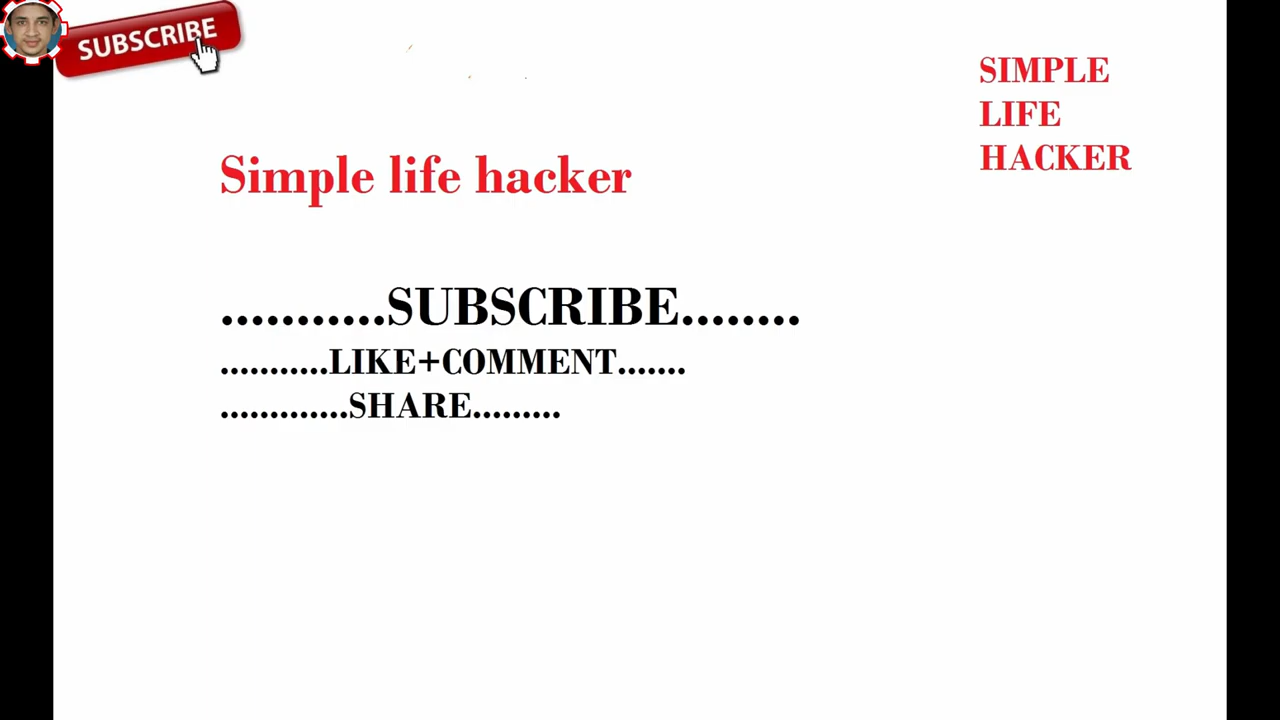 SUBSCRIBE
SIMPLE
LIFE
HACKER
Simple life hacker
...........SUBSCRIBE........
...........LIKE+COMMENT.......
.............SHARE.........